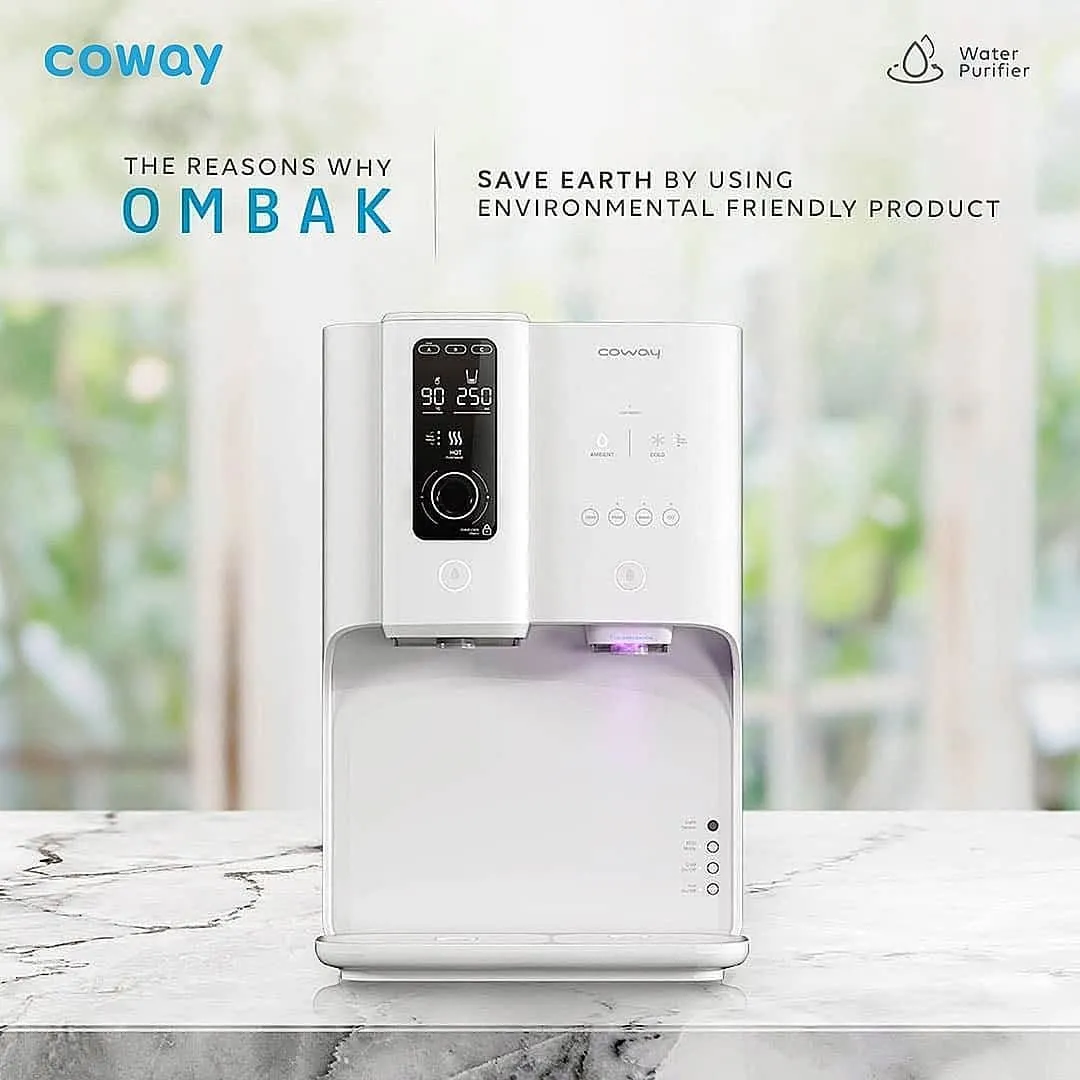 coway
Water
Purifier
THE REASONS WHY
OMBAK
SAVE EARTH BY USING
ENVIRONMENTAL FRIENDLY PRODUCT
coway
A B C
90 250
HOT
AMBIENT
COLD